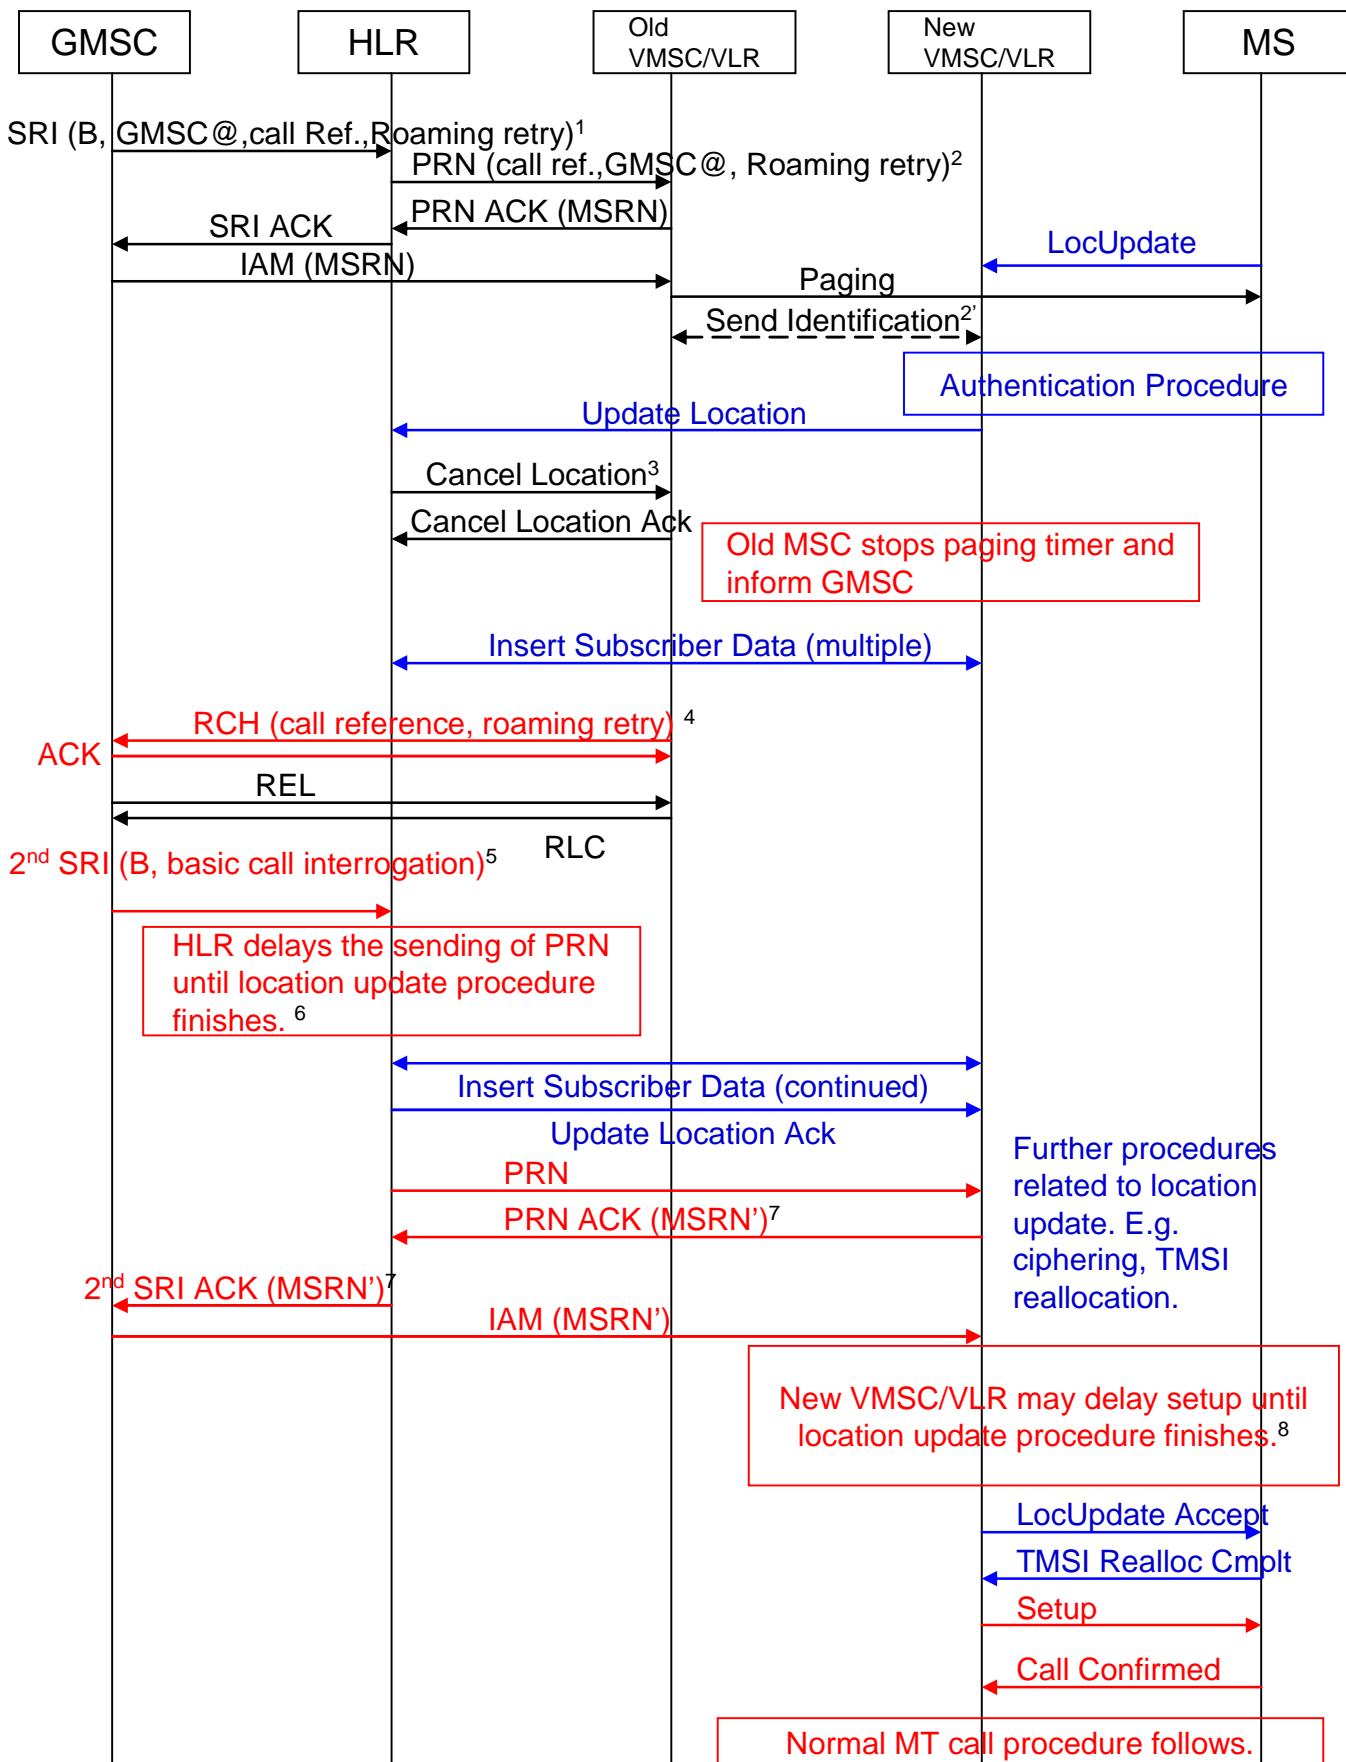 GMSC
HLR
Old
VMSC/VLR
New
VMSC/VLR
MS
SRI (B, GMSC@,call Ref.,Roaming retry)1
PRN (call ref.,GMSC@, Roaming retry)2
PRN ACK (MSRN)
SRI ACK
LocUpdate
IAM (MSRN)
Paging
Send Identification2'
Authentication Procedure
Update Location
Cancel Location3
Cancel Location Ack
Old MSC stops paging timer and
inform GMSC
Insert Subscriber Data (multiple)
RCH (call reference, roaming retry) 4
ACK
REL
RLC
2nd SRI (B, basic call interrogation)5
HLR delays the sending of PRN
until location update procedure
finishes. 6
Insert Subscriber Data (continued)
Update Location Ack
Further procedures
related to location
update. E.g.
ciphering, TMSI
reallocation.
PRN
PRN ACK (MSRN’)7
2nd SRI ACK (MSRN’)7
IAM (MSRN’)
New VMSC/VLR may delay setup until
location update procedure finishes.8
LocUpdate Accept
TMSI Realloc Cmplt
Setup
Call Confirmed
Normal MT call procedure follows.